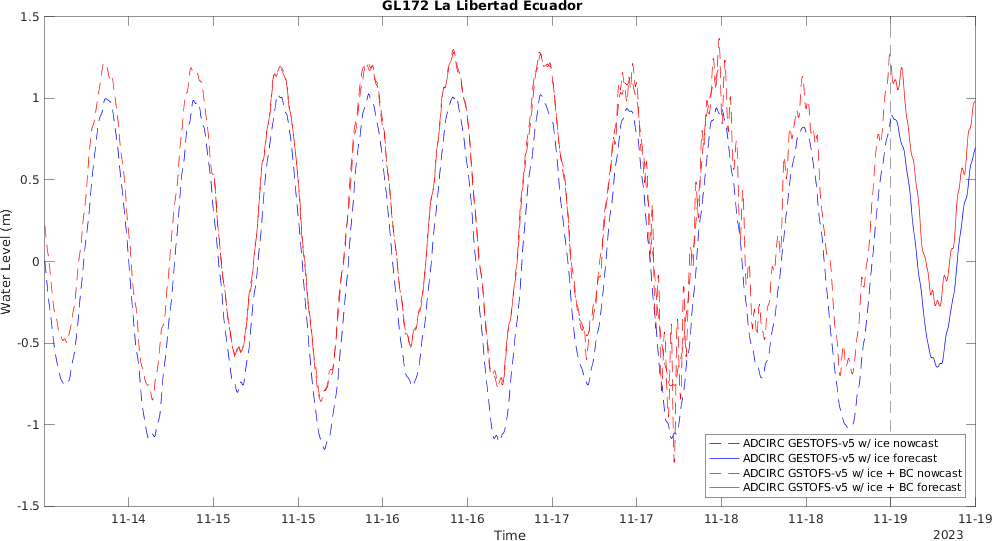 GL172 La Libertad Ecuador
1.5
1
0.5
0
-0.5
-1
-1.5
Water Level (m)
ADCIRC GESTOFS-v5 w/ ice nowcast
ADCIRC GESTOFS-v5 w/ ice forecast
ADCIRC GSTOFS-v5 w/ ice + BC nowcast
ADCIRC GSTOFS-v5 w/ ice + BC forecast
11-14 11-15 11-15 11-16 11-16 11-17 11-17 11-18 11-18 11-19 11-19
Time
2023